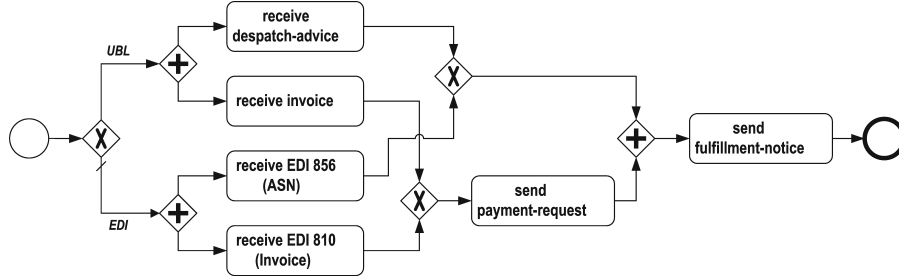 receive
despatch-advice
UBL
receive invoice
receive EDI 856
(ASN)
EDI
receive EDI 810
(Invoice)
send
payment-request
send
fulfillment-notice